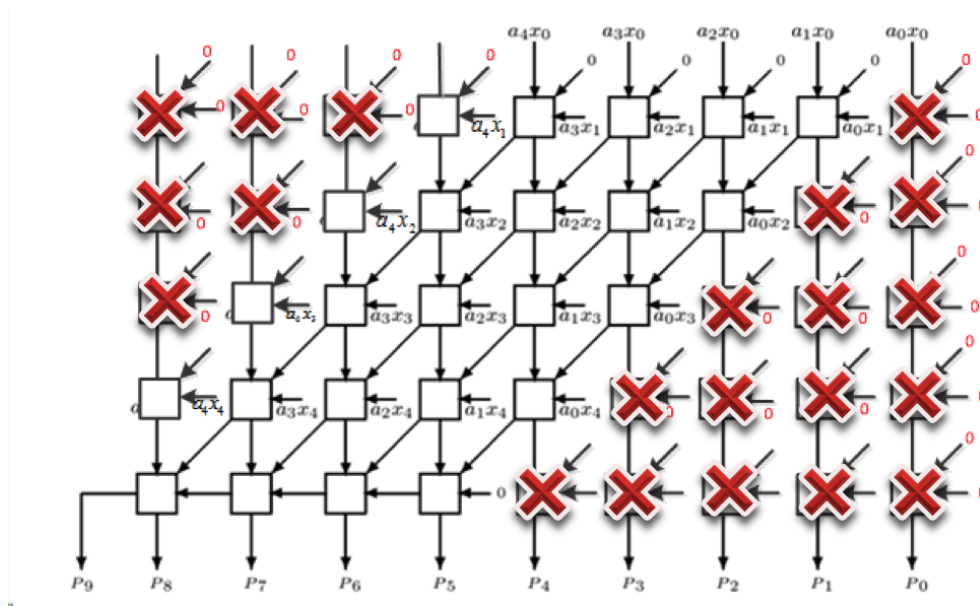 a₄x₀ a₃x₀ a₂x₀ a₁x₀ a₀x₀
0 0 0 0 0 0 0 0 0
0 0 0 a₄x₁ a₃x₁ a₂x₁ a₁x₁ a₀x₁
0
0 0 a₄x₂ a₃x₂ a₂x₂ a₁x₂ a₀x₂ 0
0
0 a₃x₃ a₂x₃ a₁x₃ a₀x₃ 0 0 0
0
a₄x₄ a₃x₄ a₂x₄ a₁x₄ a₀x₄ 0 0 0
0
0
P₉ P₈ P₇ P₆ P₅ P₄ P₃ P₂ P₁ P₀